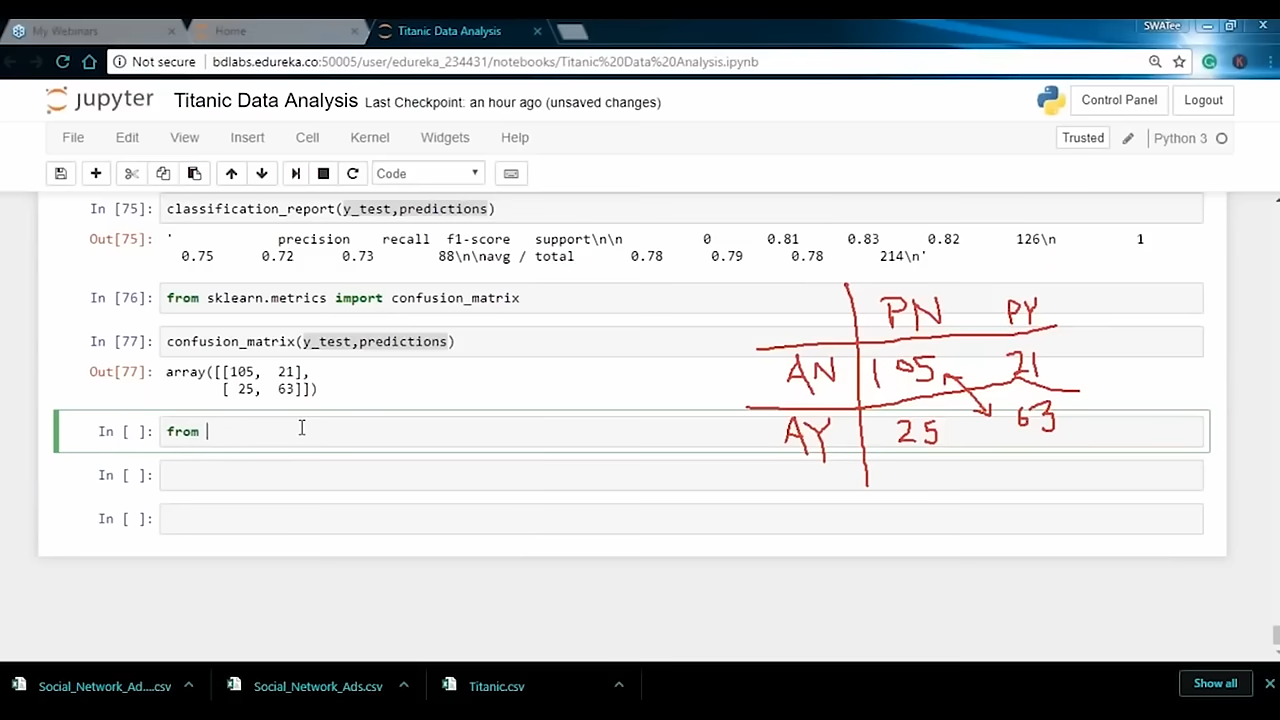 My Webinars
Home
Titanic Data Analysis
SWATee
Not secure
bdlabs.edureka.co:50005/user/edureka_234431/notebooks/Titanic%20Data%20Analysis.ipynb
K
jupyter Titanic Data Analysis Last Checkpoint: an hour ago (unsaved changes)
Control Panel
Logout
File Edit View Insert Cell Kernel Widgets Help
Trusted
Python 3
Code
In [75]: classification_report(y_test,predictions)
Out[75]: ' precision recall f1-score support\n\n 0 0.81 0.83 0.82 126\n 1
0.75 0.72 0.73 88\n\navg / total 0.78 0.79 0.78 214\n'
In [76]: from sklearn.metrics import confusion_matrix
PN PY
In [77]: confusion_matrix(y_test,predictions)
Out[77]: array([[105, 21],
[ 25, 63]])
AN 105 21
In [ ]: from
AY 25 63
In [ ]:
In [ ]:
Social_Network_Ad....csv
Social_Network_Ads.csv
Titanic.csv
Show all